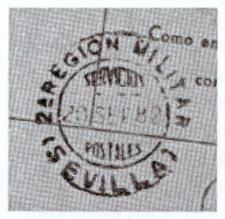 2ª REGION MILITAR
SERVICIOS
POSTALES
(SEVILLA)
Como en
con